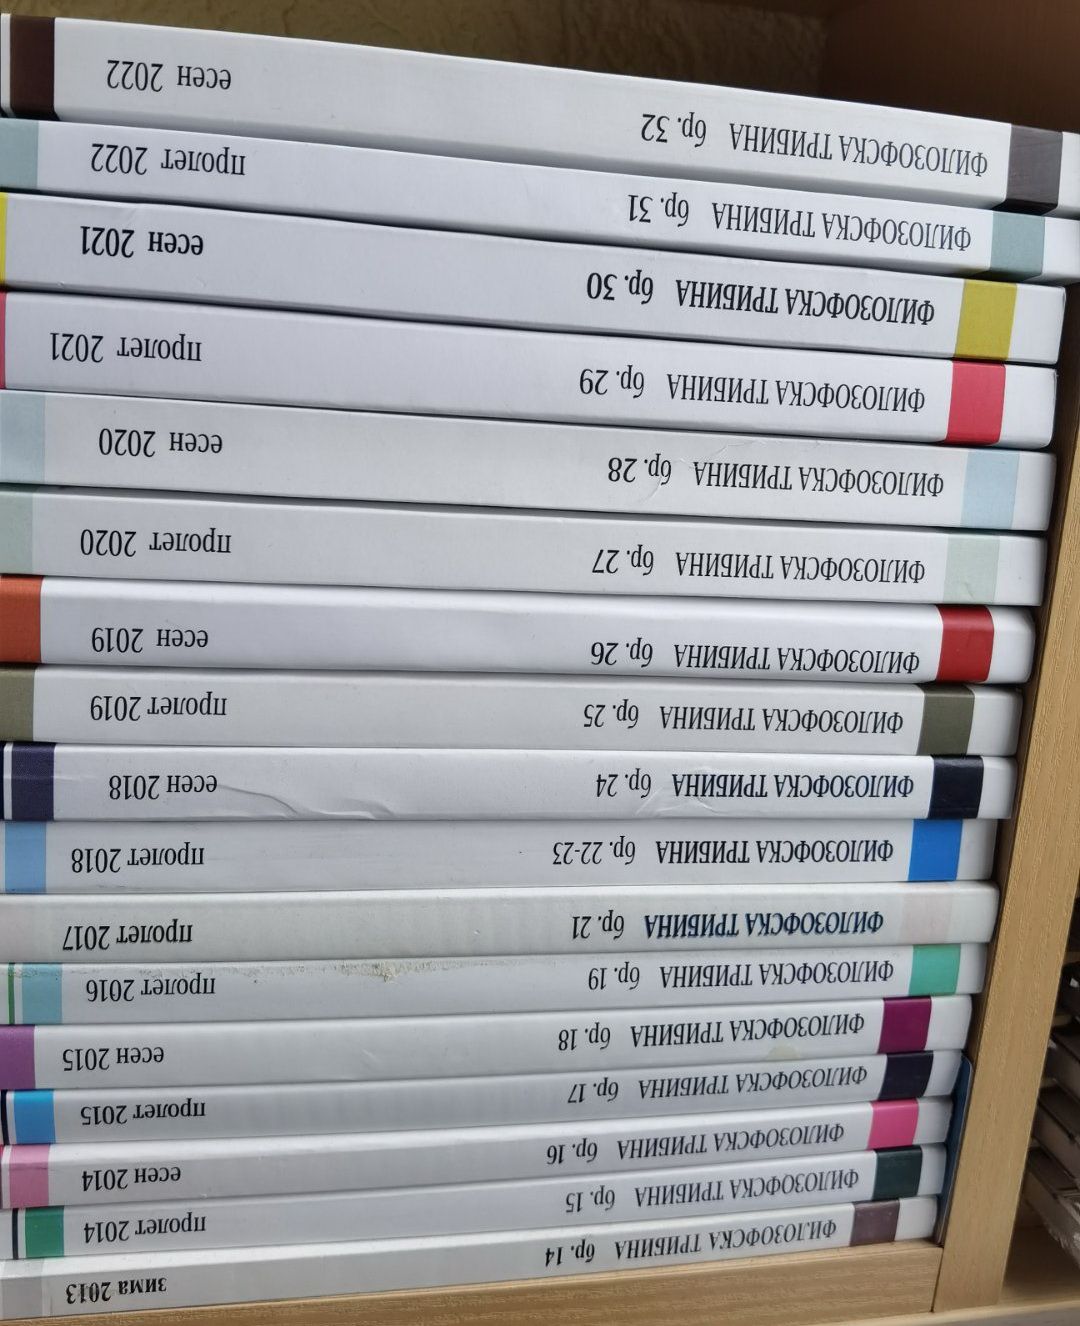 ФИЛОЗОФСКА ТРИБИНА бр. 32 есен 2022
ФИЛОЗОФСКА ТРИБИНА бр. 31 пролет 2022
ФИЛОЗОФСКА ТРИБИНА бр. 30 есен 2021
ФИЛОЗОФСКА ТРИБИНА бр. 29 пролет 2021
ФИЛОЗОФСКА ТРИБИНА бр. 28 есен 2020
ФИЛОЗОФСКА ТРИБИНА бр. 27 пролет 2020
ФИЛОЗОФСКА ТРИБИНА бр. 26 есен 2019
ФИЛОЗОФСКА ТРИБИНА бр. 25 пролет 2019
ФИЛОЗОФСКА ТРИБИНА бр. 24 есен 2018
ФИЛОЗОФСКА ТРИБИНА бр. 22-23 пролет 2018
ФИЛОЗОФСКА ТРИБИНА бр. 21 пролет 2017
ФИЛОЗОФСКА ТРИБИНА бр. 19 пролет 2016
ФИЛОЗОФСКА ТРИБИНА бр. 18 есен 2015
ФИЛОЗОФСКА ТРИБИНА бр. 17 пролет 2015
ФИЛОЗОФСКА ТРИБИНА бр. 16 есен 2014
ФИЛОЗОФСКА ТРИБИНА бр. 15 пролет 2014
ФИЛОЗОФСКА ТРИБИНА бр. 14 зима 2013